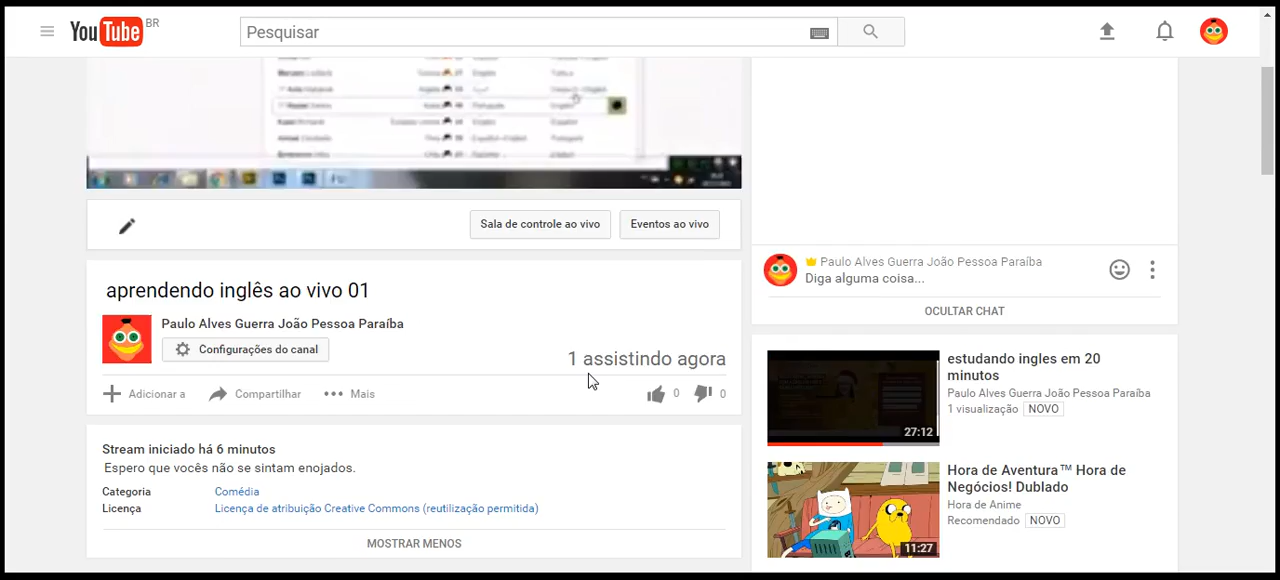 YouTube BR
Pesquisar
Sala de controle ao vivo
Eventos ao vivo
aprendendo inglês ao vivo 01
Paulo Alves Guerra João Pessoa Paraíba
Configurações do canal
1 assistindo agora
Adicionar a
Compartilhar
Mais
0
0
Stream iniciado há 6 minutos
Espero que vocês não se sintam enojados.
Categoria Comédia
Licença Licença de atribuição Creative Commons (reutilização permitida)
MOSTRAR MENOS
Paulo Alves Guerra João Pessoa Paraíba
Diga alguma coisa...
OCULTAR CHAT
27:12
estudando ingles em 20
minutos
Paulo Alves Guerra João Pessoa Paraíba
1 visualização NOVO
11:27
Hora de Aventura™ Hora de
Negócios! Dublado
Hora de Anime
Recomendado NOVO